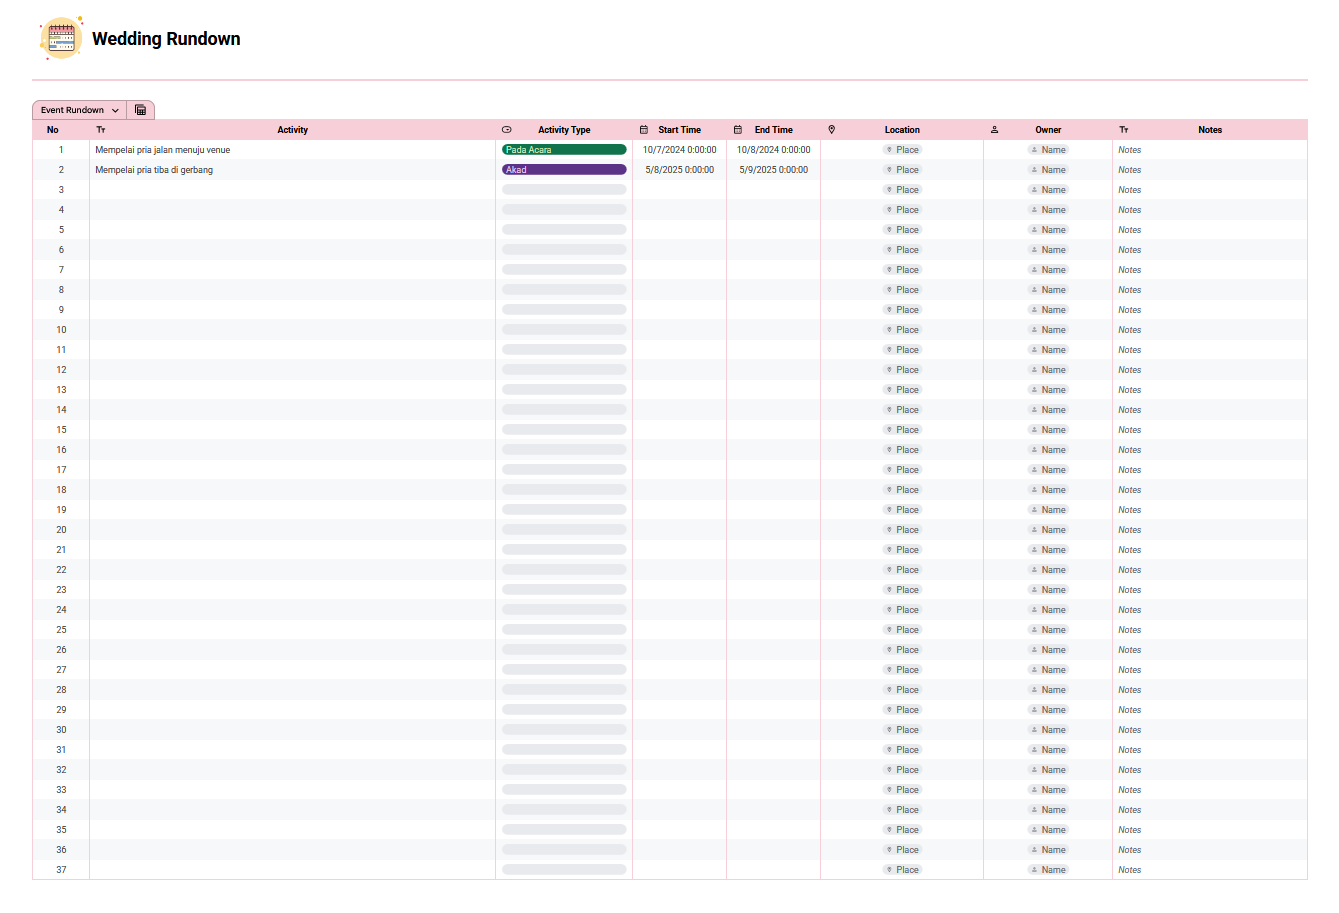 Wedding Rundown
Event Rundown
No Activity Activity Type Start Time End Time Location Owner Notes
1 Mempelai pria jalan menuju venue Pada Acara 10/7/2024 0:00:00 10/8/2024 0:00:00 Place Name Notes
2 Mempelai pria tiba di gerbang Akad 5/8/2025 0:00:00 5/9/2025 0:00:00 Place Name Notes
3 Place Name Notes
4 Place Name Notes
5 Place Name Notes
6 Place Name Notes
7 Place Name Notes
8 Place Name Notes
9 Place Name Notes
10 Place Name Notes
11 Place Name Notes
12 Place Name Notes
13 Place Name Notes
14 Place Name Notes
15 Place Name Notes
16 Place Name Notes
17 Place Name Notes
18 Place Name Notes
19 Place Name Notes
20 Place Name Notes
21 Place Name Notes
22 Place Name Notes
23 Place Name Notes
24 Place Name Notes
25 Place Name Notes
26 Place Name Notes
27 Place Name Notes
28 Place Name Notes
29 Place Name Notes
30 Place Name Notes
31 Place Name Notes
32 Place Name Notes
33 Place Name Notes
34 Place Name Notes
35 Place Name Notes
36 Place Name Notes
37 Place Name Notes